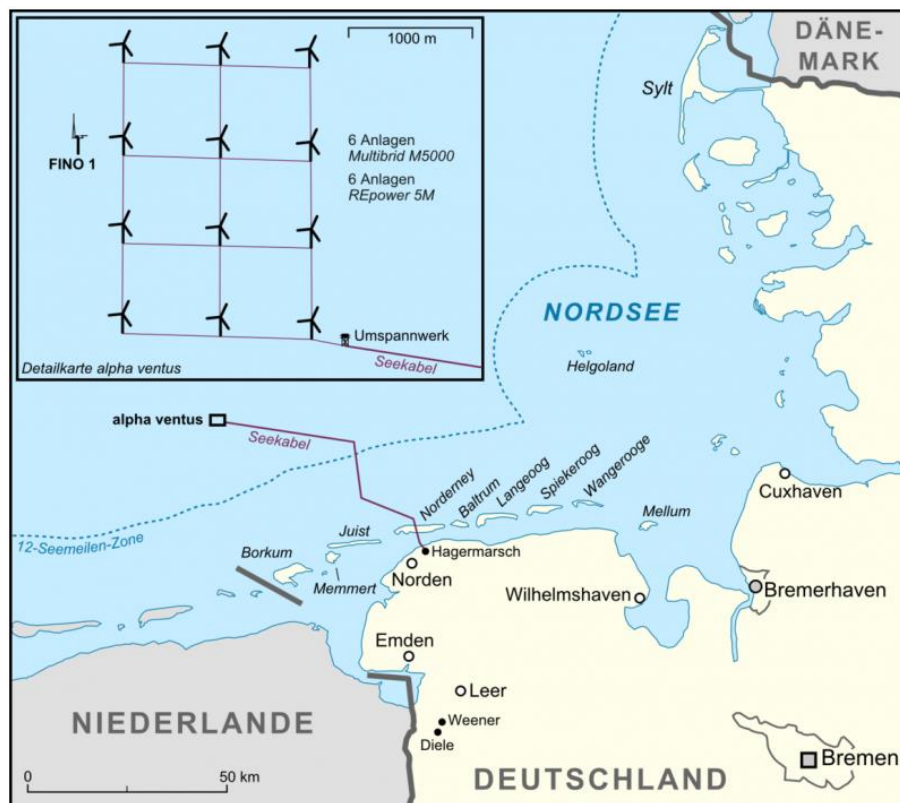 1000 m
FINO 1
6 Anlagen
Multibrid M5000
6 Anlagen
REpower 5M
Umspannwerk
Seekabel
Detailkarte alpha ventus
DÄNE-
MARK
Sylt
NORDSEE
Helgoland
alpha ventus
Seekabel
12-Seemeilen-Zone
Norderney
Baltrum
Langeoog
Spiekeroog
Wangerooge
Cuxhaven
Mellum
Juist
Borkum
Memmert
Hagermarsch
Norden
Wilhelmshaven
Bremerhaven
Emden
Leer
Weener
Diele
NIEDERLANDE
Bremen
DEUTSCHLAND
0
50 km